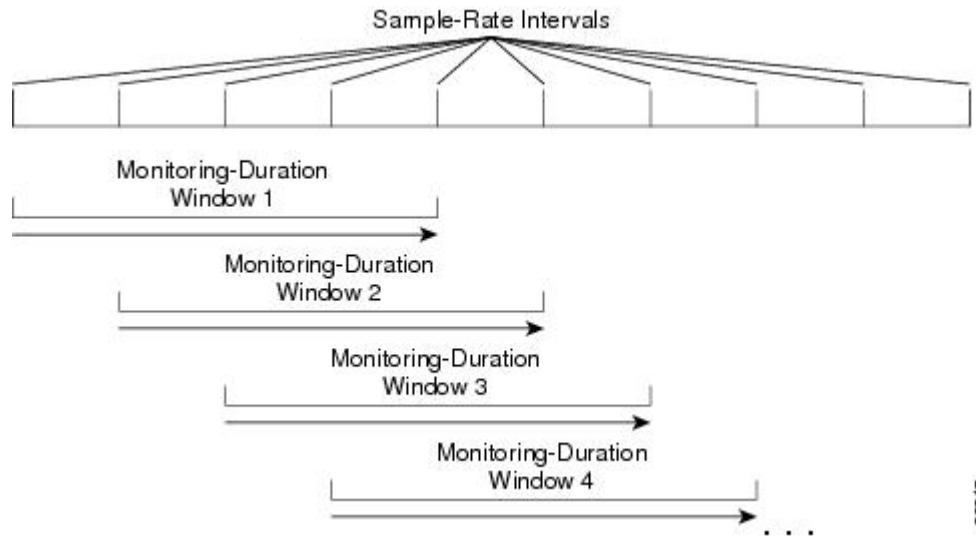 Sample-Rate Intervals
Monitoring-Duration
Window 1
Monitoring-Duration
Window 2
Monitoring-Duration
Window 3
Monitoring-Duration
Window 4
. . .